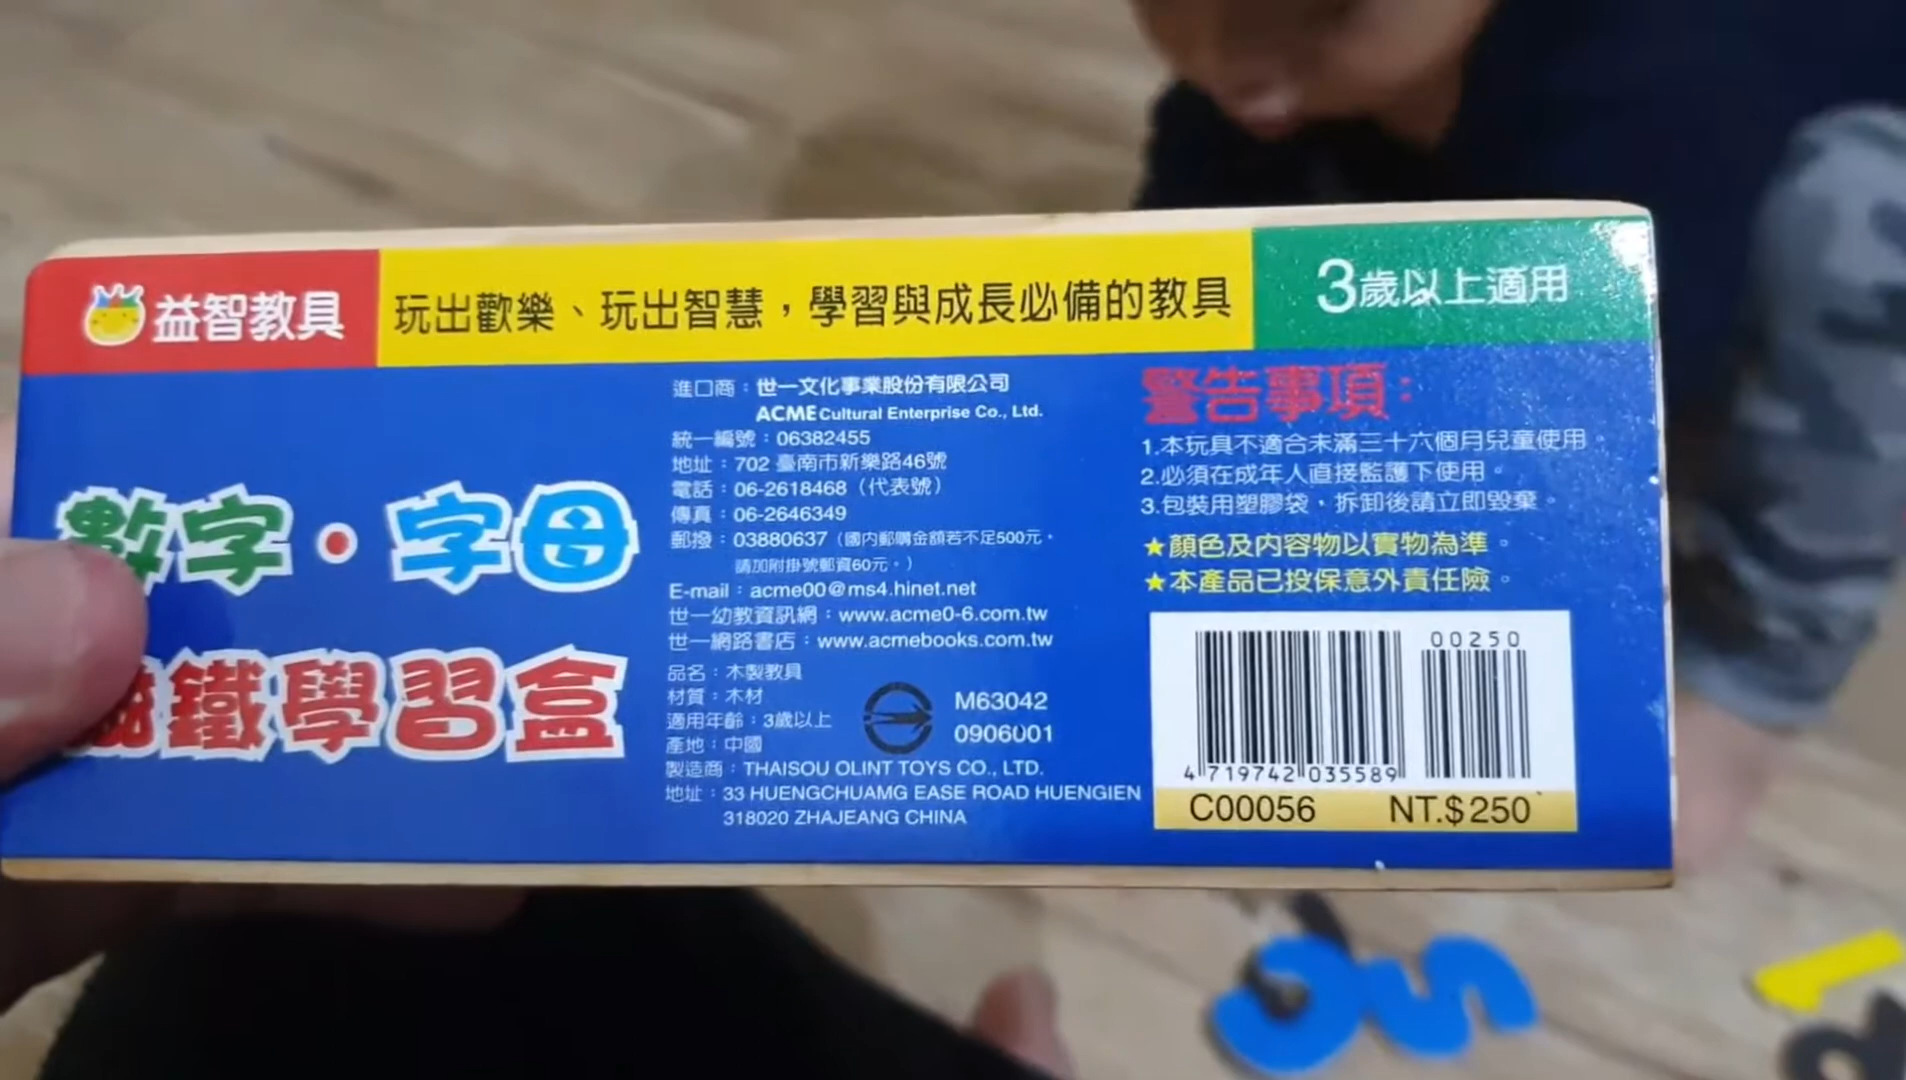 益智教具
玩出歡樂、玩出智慧，學習與成長必備的教具
3歲以上適用
數字・字母
鐵學習盒
進口商：世一文化事業股份有限公司
ACME Cultural Enterprise Co., Ltd.
統一編號：06382455
地址：702 臺南市新樂路46號
電話：06-2618468（代表號）
傳真：06-2646349
郵撥：03880637（國內郵購金額若不足500元，
請加附掛號郵資60元。）
E-mail：acme00@ms4.hinet.net
世一幼教資訊網：www.acme0-6.com.tw
世一網路書店：www.acmebooks.com.tw
品名：木製教具
材質：木材
適用年齡：3歲以上
產地：中國
M63042
0906001
製造商：THAISOU OLINT TOYS CO., LTD.
地址：33 HUENGCHUAMG EASE ROAD HUENGIEN
318020 ZHAJEANG CHINA
警告事項：
1.本玩具不適合未滿三十六個月兒童使用。
2.必須在成年人直接監護下使用。
3.包裝用塑膠袋，拆卸後請立即毀棄。
★顏色及內容物以實物為準。
★本產品已投保意外責任險。
00250
4 719742 035589
C00056 NT.$250